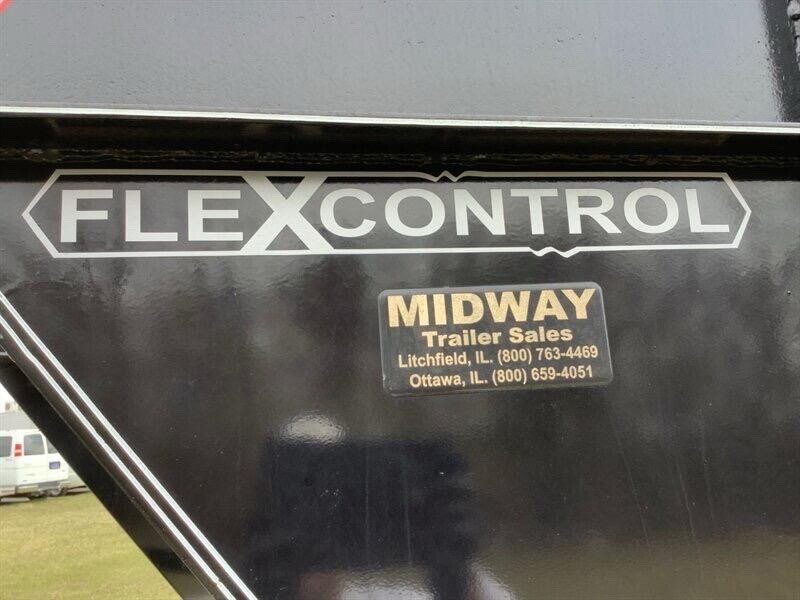 FLEXCONTROL
MIDWAY
Trailer Sales
Litchfield, IL. (800) 763-4469
Ottawa, IL. (800) 659-4051